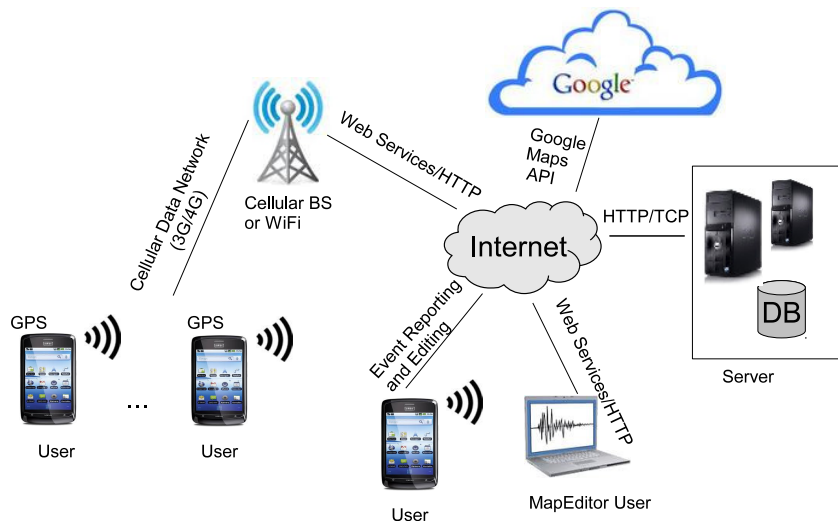 Google
Google
Maps
API
Web Services/HTTP
Cellular Data Network
(3G/4G)
Cellular BS
or WiFi
HTTP/TCP
Internet
DB
Server
GPS
GPS
...
User
User
Event Reporting
and Editing
Web Services/HTTP
User
MapEditor User